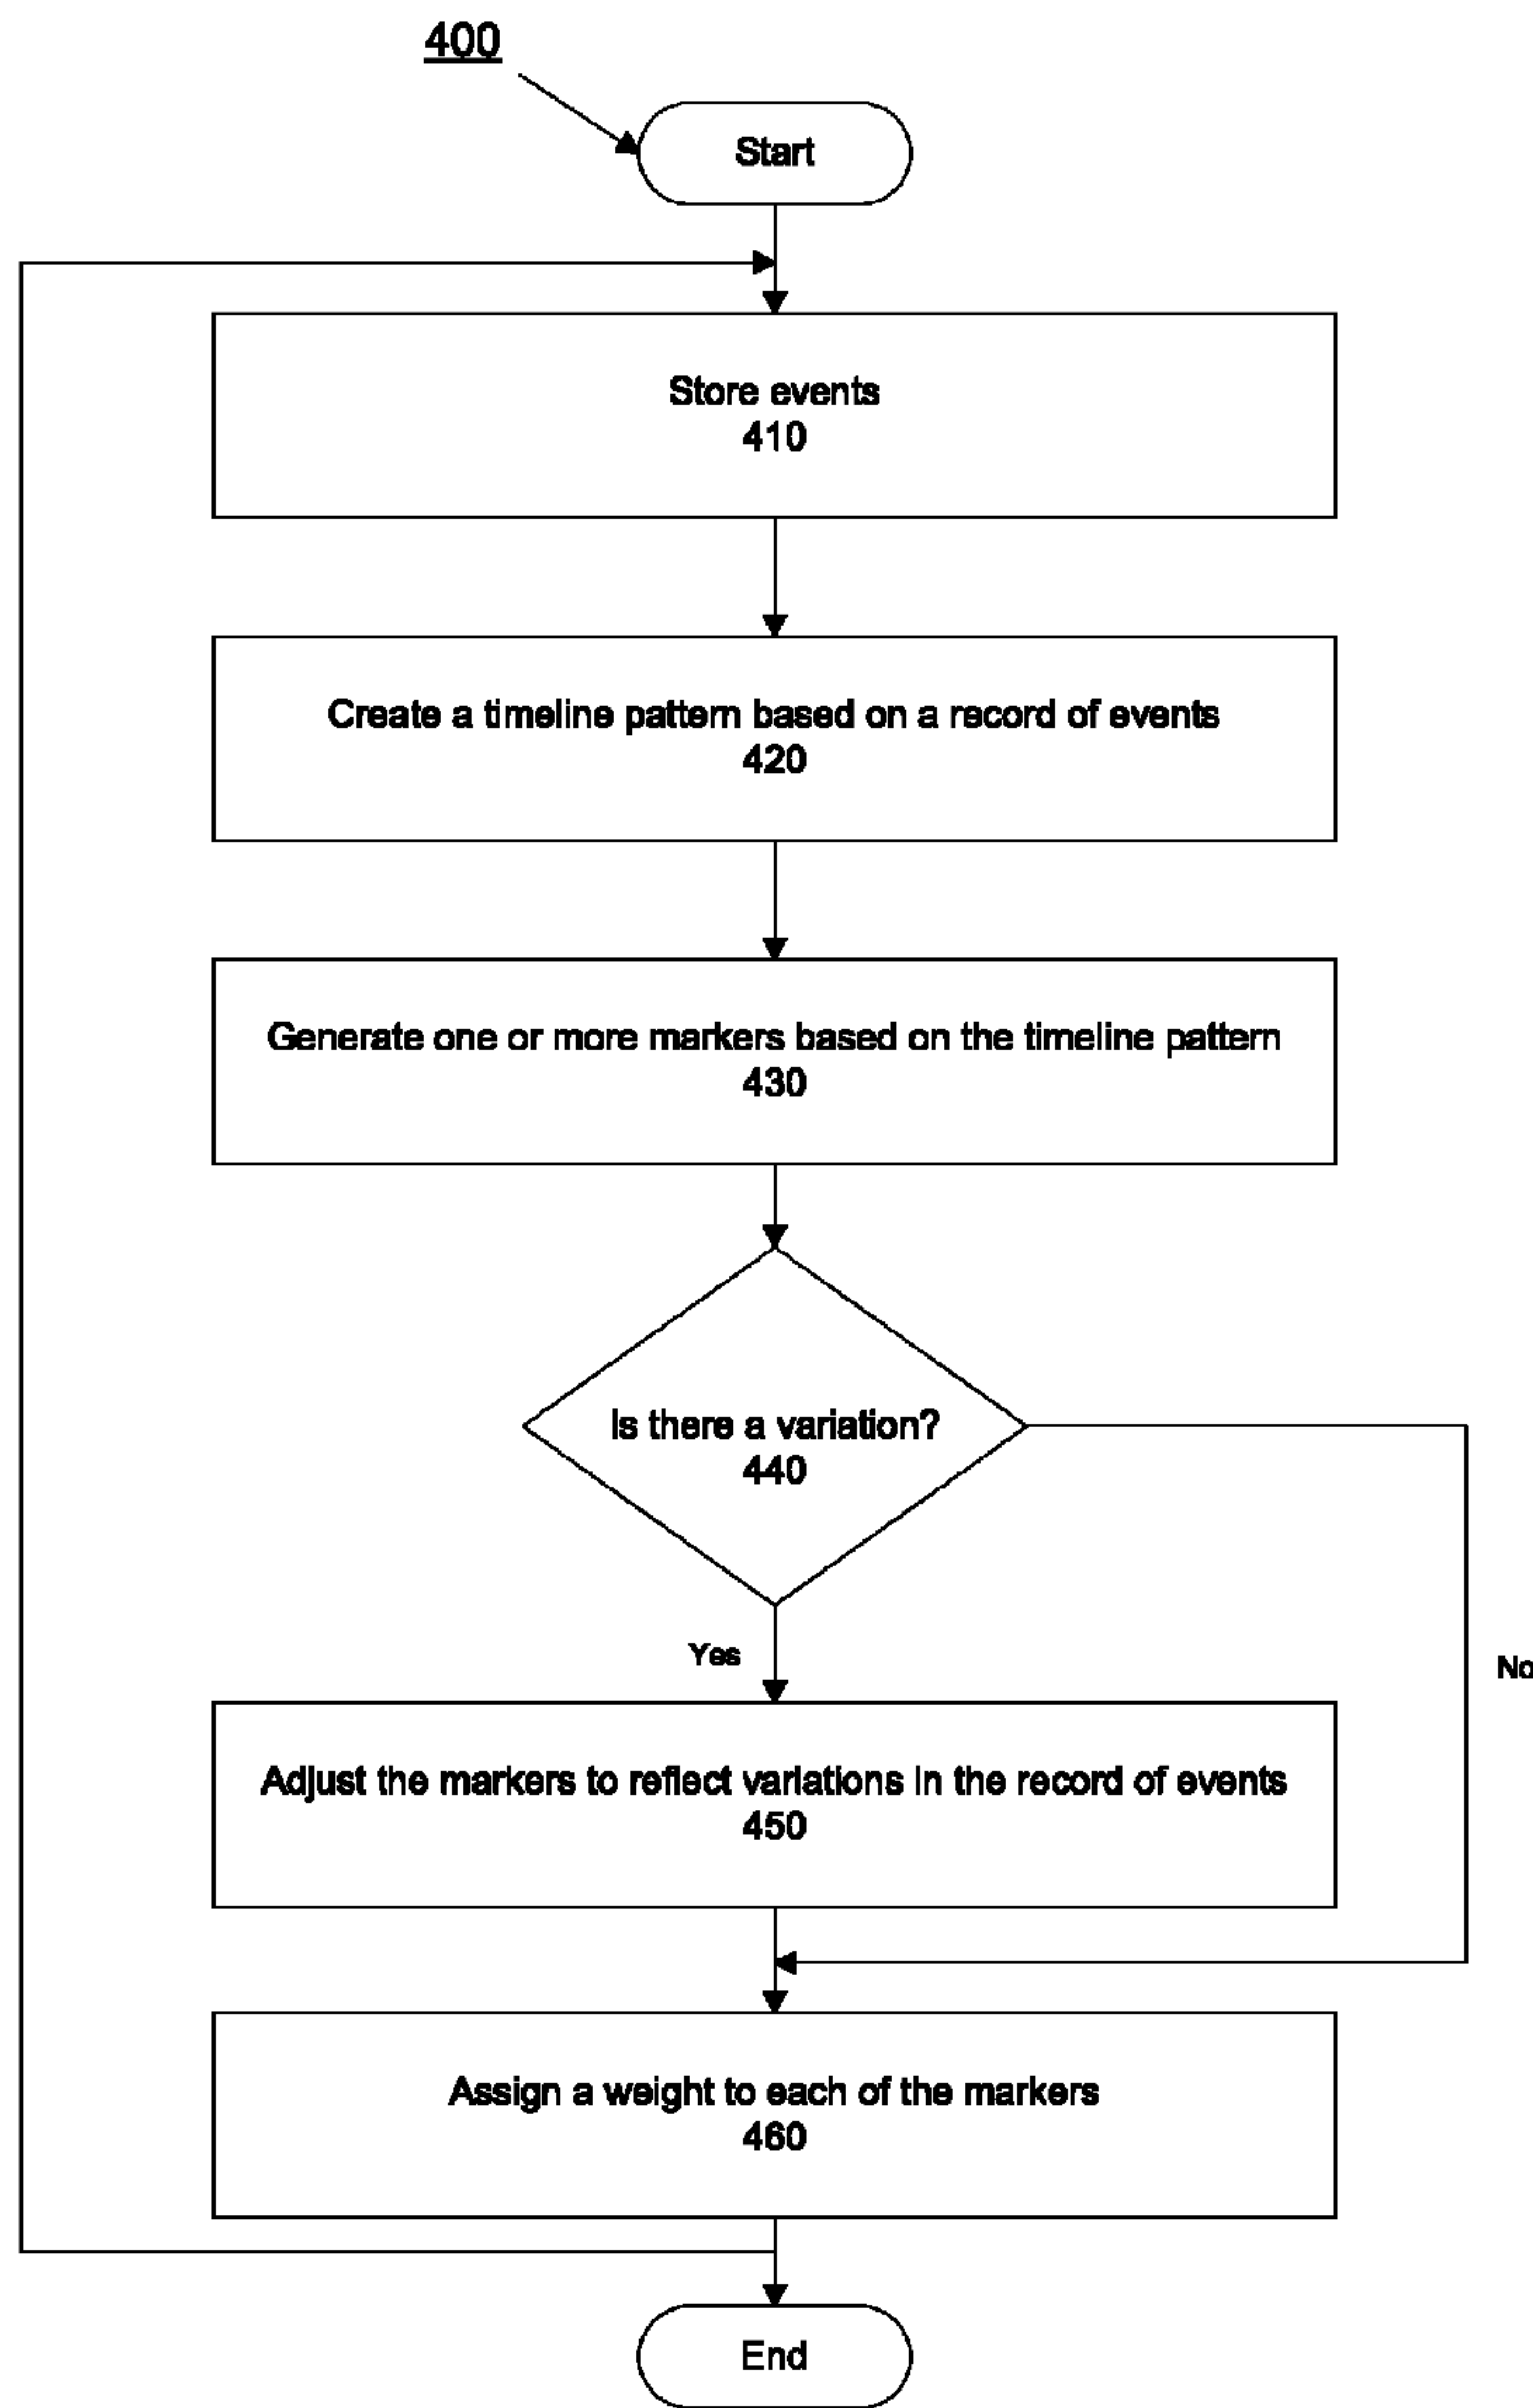 400
Start
Store events
410
Create a timeline pattern based on a record of events
420
Generate one or more markers based on the timeline pattern
430
Is there a variation?
440
Yes
No
Adjust the markers to reflect variations in the record of events
450
Assign a weight to each of the markers
460
End